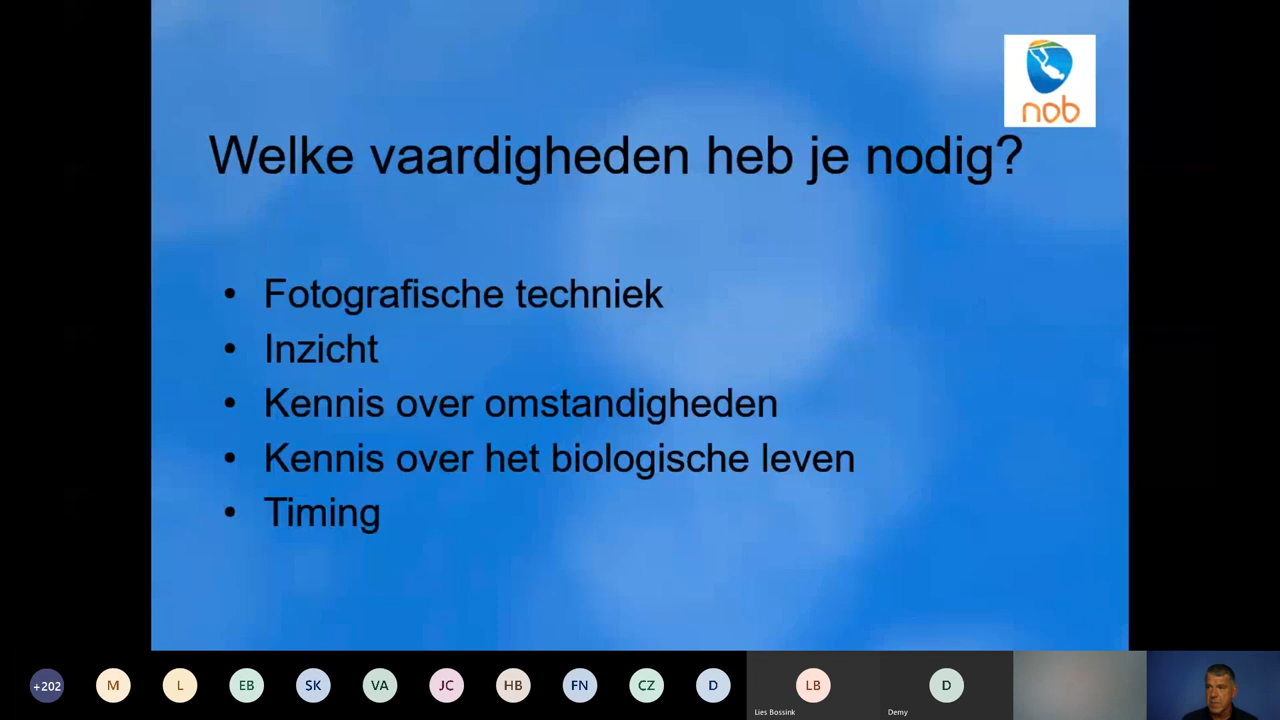 nob
Welke vaardigheden heb je nodig?
• Fotografische techniek
• Inzicht
• Kennis over omstandigheden
• Kennis over het biologische leven
• Timing
+202 M L EB SK VA JC HB FN CZ D LB D
Lies Bossink Demy